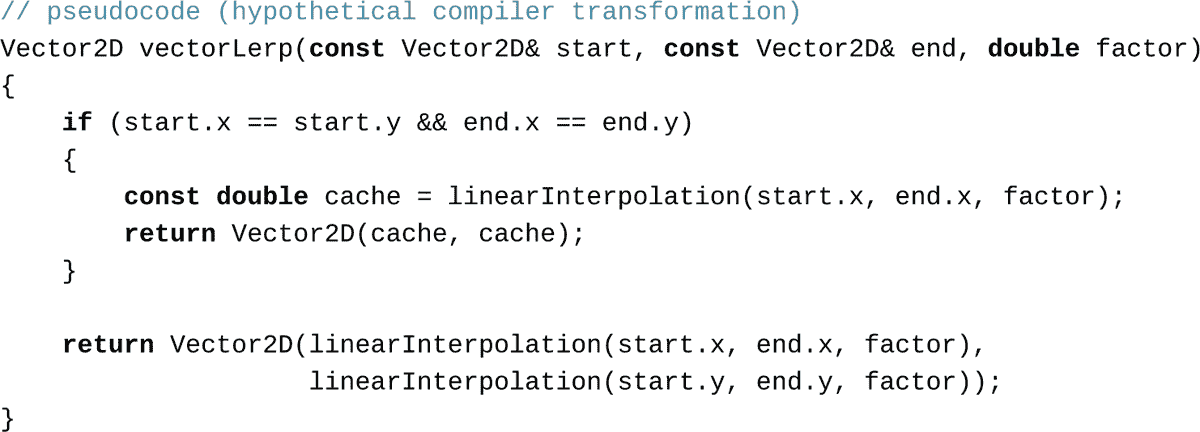 // pseudocode (hypothetical compiler transformation)
Vector2D vectorLerp(const Vector2D& start, const Vector2D& end, double factor)
{
    if (start.x == start.y && end.x == end.y)
    {
        const double cache = linearInterpolation(start.x, end.x, factor);
        return Vector2D(cache, cache);
    }

    return Vector2D(linearInterpolation(start.x, end.x, factor),
                    linearInterpolation(start.y, end.y, factor));
}